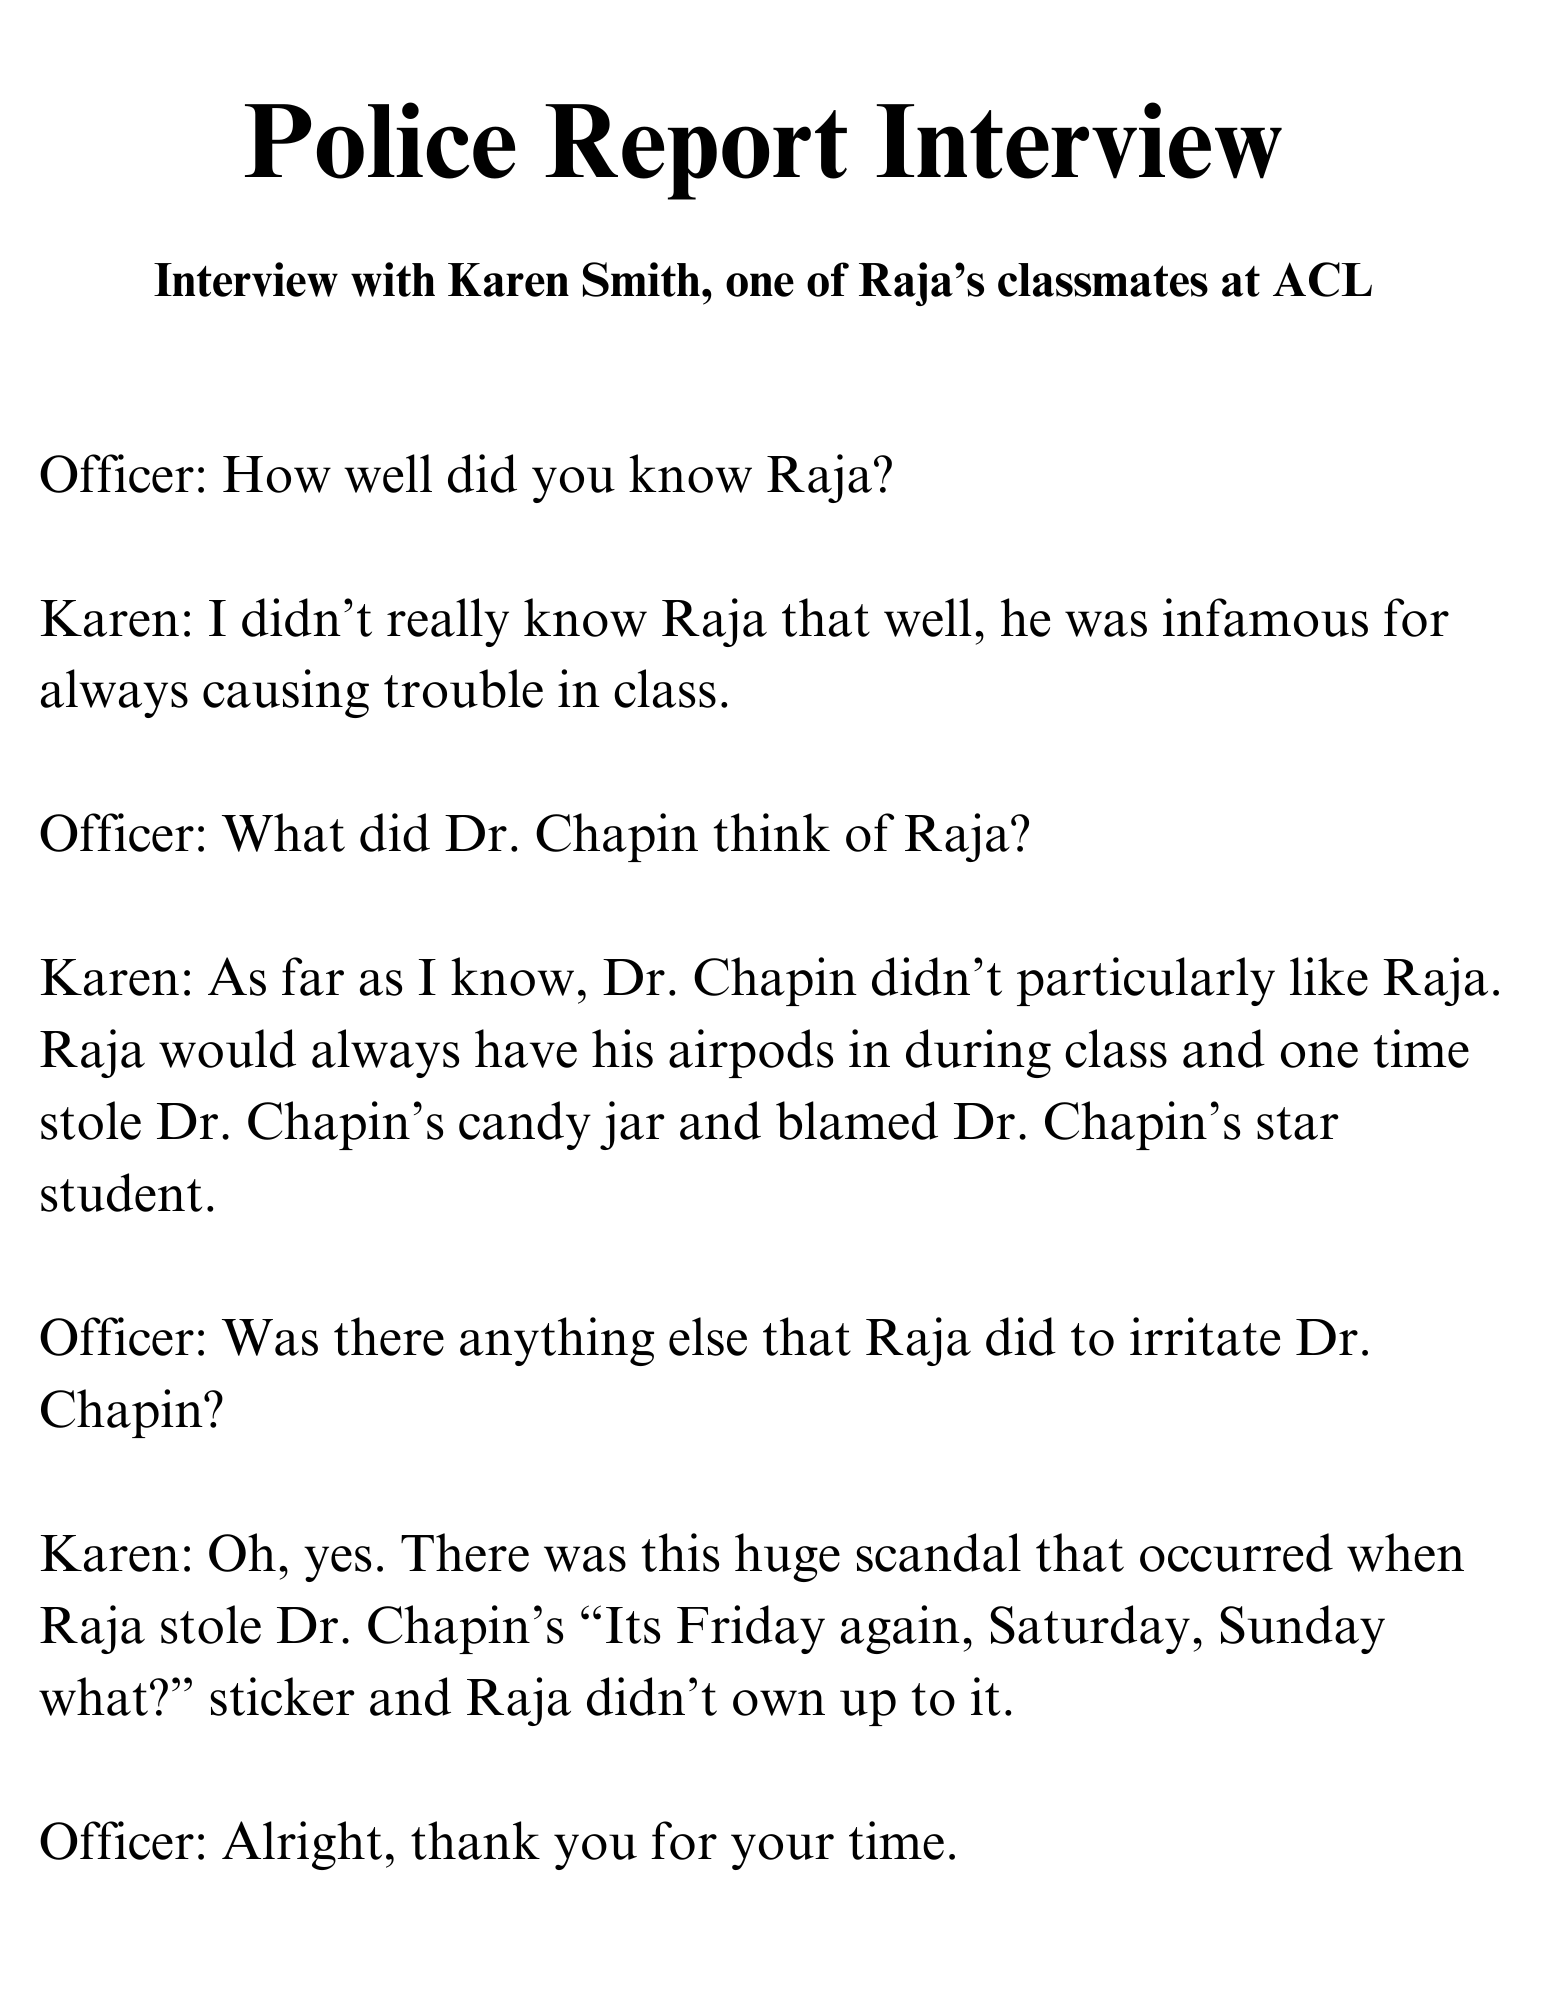 Police Report Interview
Interview with Karen Smith, one of Raja’s classmates at ACL
Officer: How well did you know Raja?
Karen: I didn’t really know Raja that well, he was infamous for
always causing trouble in class.
Officer: What did Dr. Chapin think of Raja?
Karen: As far as I know, Dr. Chapin didn’t particularly like Raja.
Raja would always have his airpods in during class and one time
stole Dr. Chapin’s candy jar and blamed Dr. Chapin’s star
student.
Officer: Was there anything else that Raja did to irritate Dr.
Chapin?
Karen: Oh, yes. There was this huge scandal that occurred when
Raja stole Dr. Chapin’s “Its Friday again, Saturday, Sunday
what?” sticker and Raja didn’t own up to it.
Officer: Alright, thank you for your time.